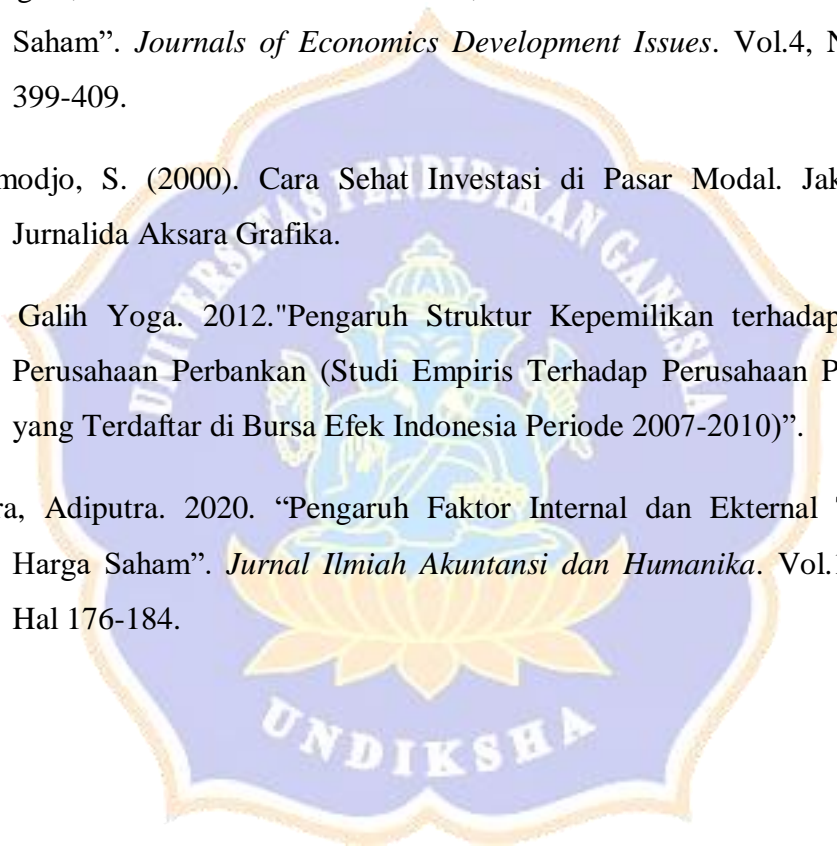 Saham”. Journals of Economics Development Issues. Vol.4, N
399-409.
modjo, S. (2000). Cara Sehat Investasi di Pasar Modal. Jak
Jurnalida Aksara Grafika.
Galih Yoga. 2012."Pengaruh Struktur Kepemilikan terhadap
Perusahaan Perbankan (Studi Empiris Terhadap Perusahaan P
yang Terdaftar di Bursa Efek Indonesia Periode 2007-2010)”.
ra, Adiputra. 2020. “Pengaruh Faktor Internal dan Ekternal
Harga Saham”. Jurnal Ilmiah Akuntansi dan Humanika. Vol.1
Hal 176-184.
UNIVERSITAS PENDIDIKAN GANESHA
UNDIKSHA